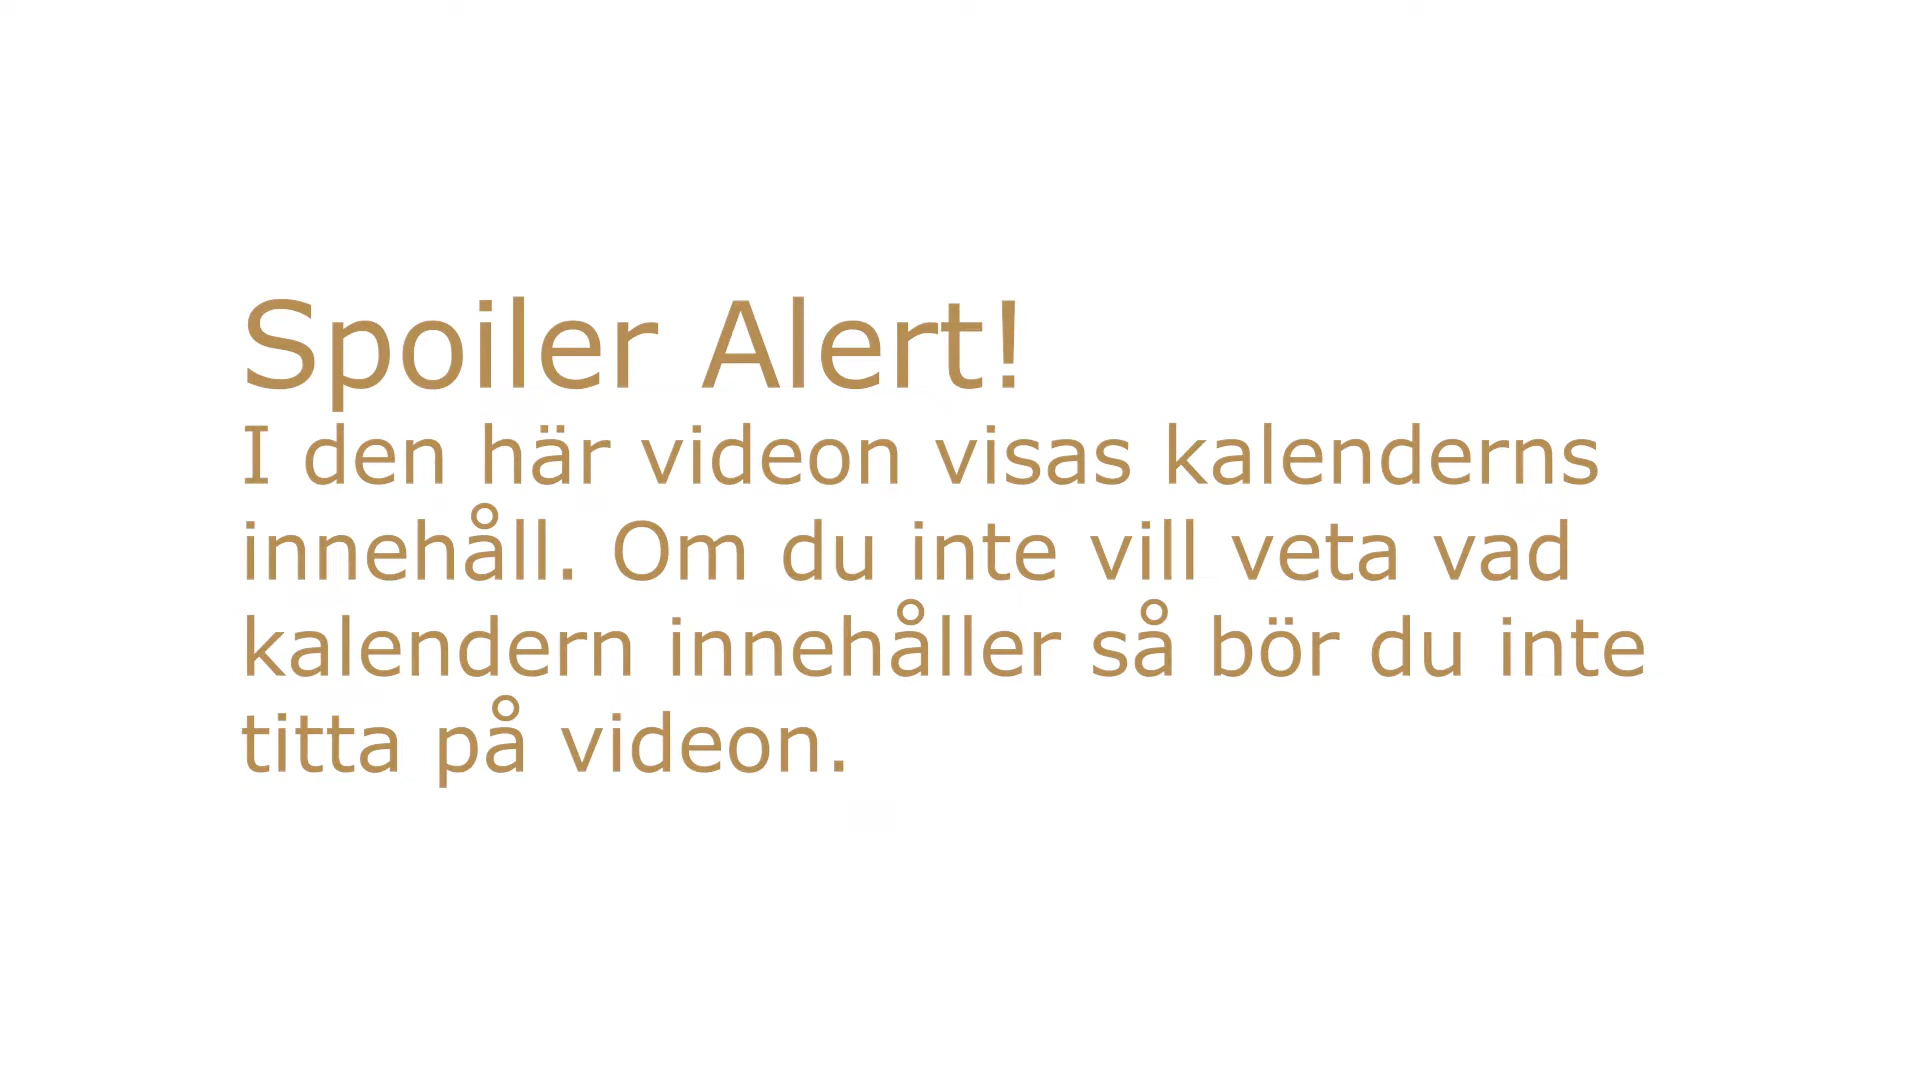 Spoiler Alert!
I den här videon visas kalenderns
innehåll. Om du inte vill veta vad
kalendern innehåller så bör du inte
titta på videon.